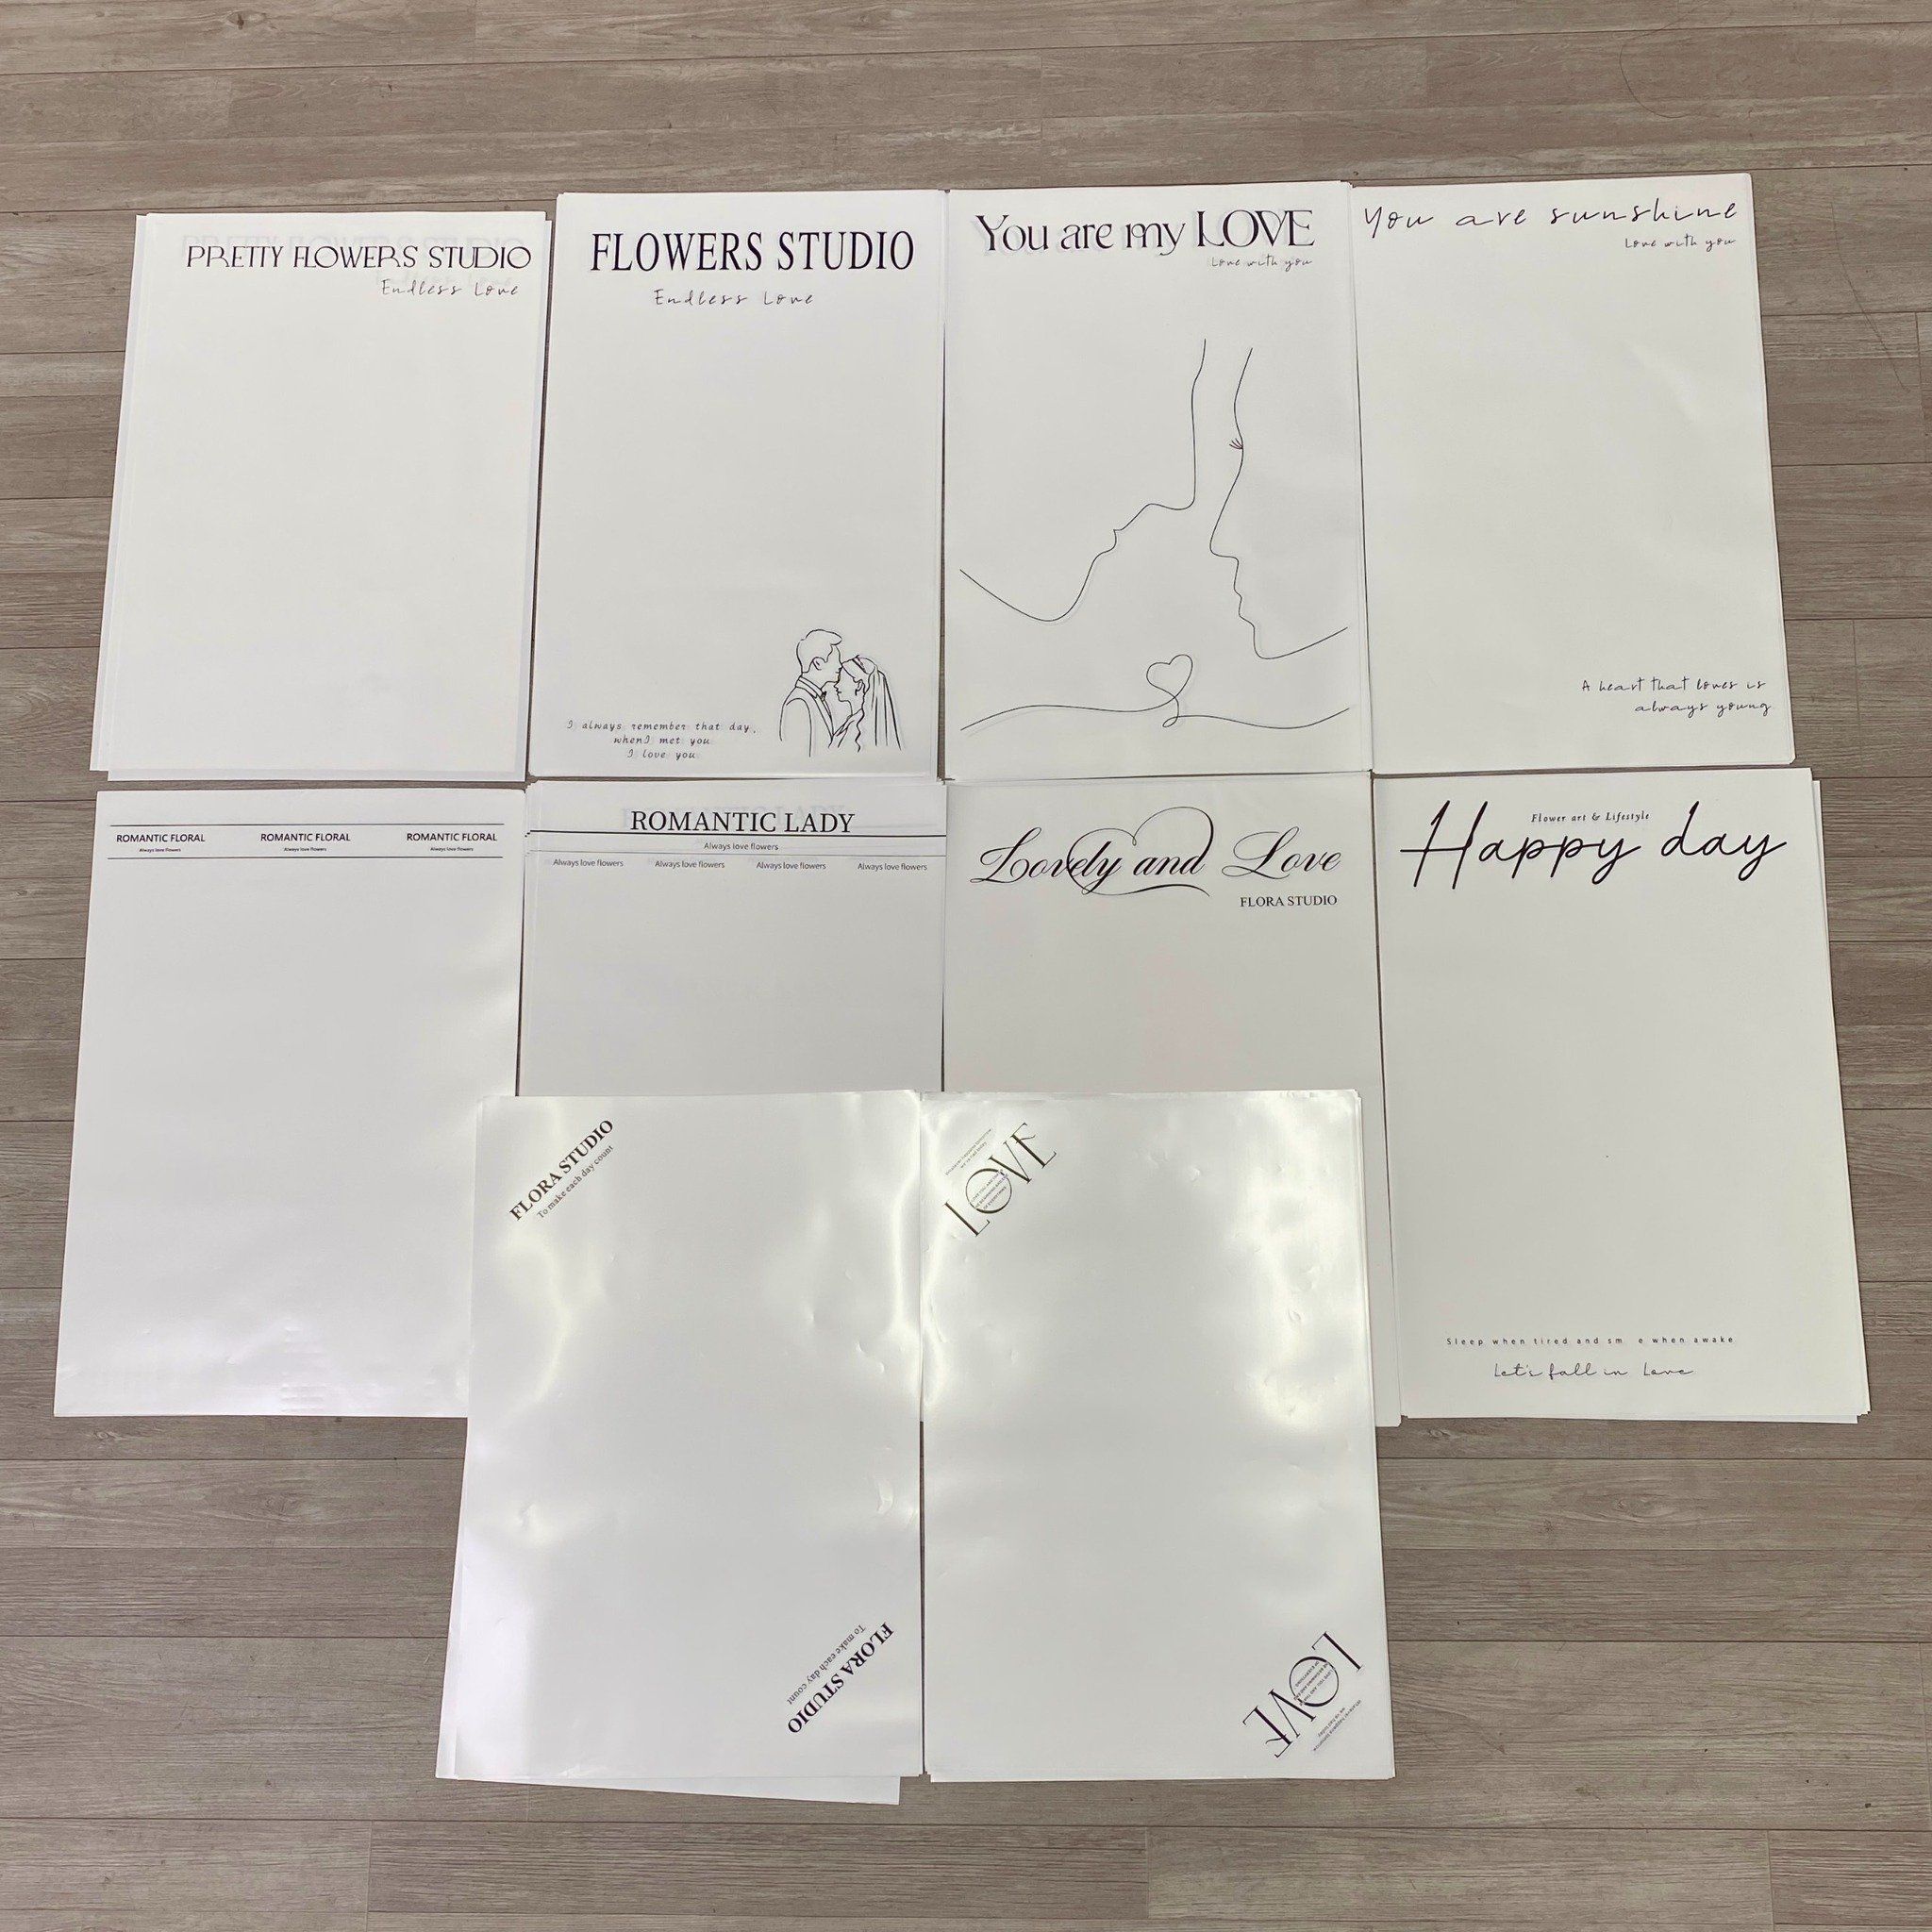 PRETTY FLOWERS STUDIO
Endless Love
FLOWERS STUDIO
Endless Love
I always remember that day,
when I met you
I love you
You are my LOVE
Love with you
You are sunshine
Love with you
A heart that loves is
always young
ROMANTIC FLORAL ROMANTIC FLORAL ROMANTIC FLORAL
Always love flowers Always love flowers Always love flowers
ROMANTIC LADY
Always love flowers
Always love flowers Always love flowers Always love flowers Always love flowers
Lovely and Love
FLORA STUDIO
Flower art & Lifestyle
Happy day
Sleep when tired and sm e when awake
Let's fall in love
FLORA STUDIO
To make each day count
FLORA STUDIO
To make each day count
LOVE
LOVE